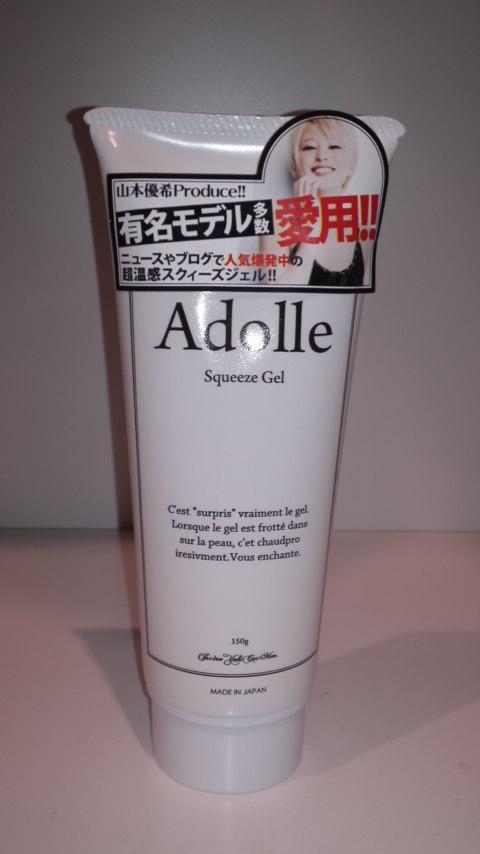 山本優希Produce!!
有名モデル多数愛用!!
ニュースやブログで人気爆発中の
超温感スクィーズジェル!!
Adolle
Squeeze Gel
C'est "surpris" vraiment le gel.
Lorsque le gel est frotté dans
sur la peau, c'et chaudpro
iresivment.Vous enchante.
150g
MADE IN JAPAN